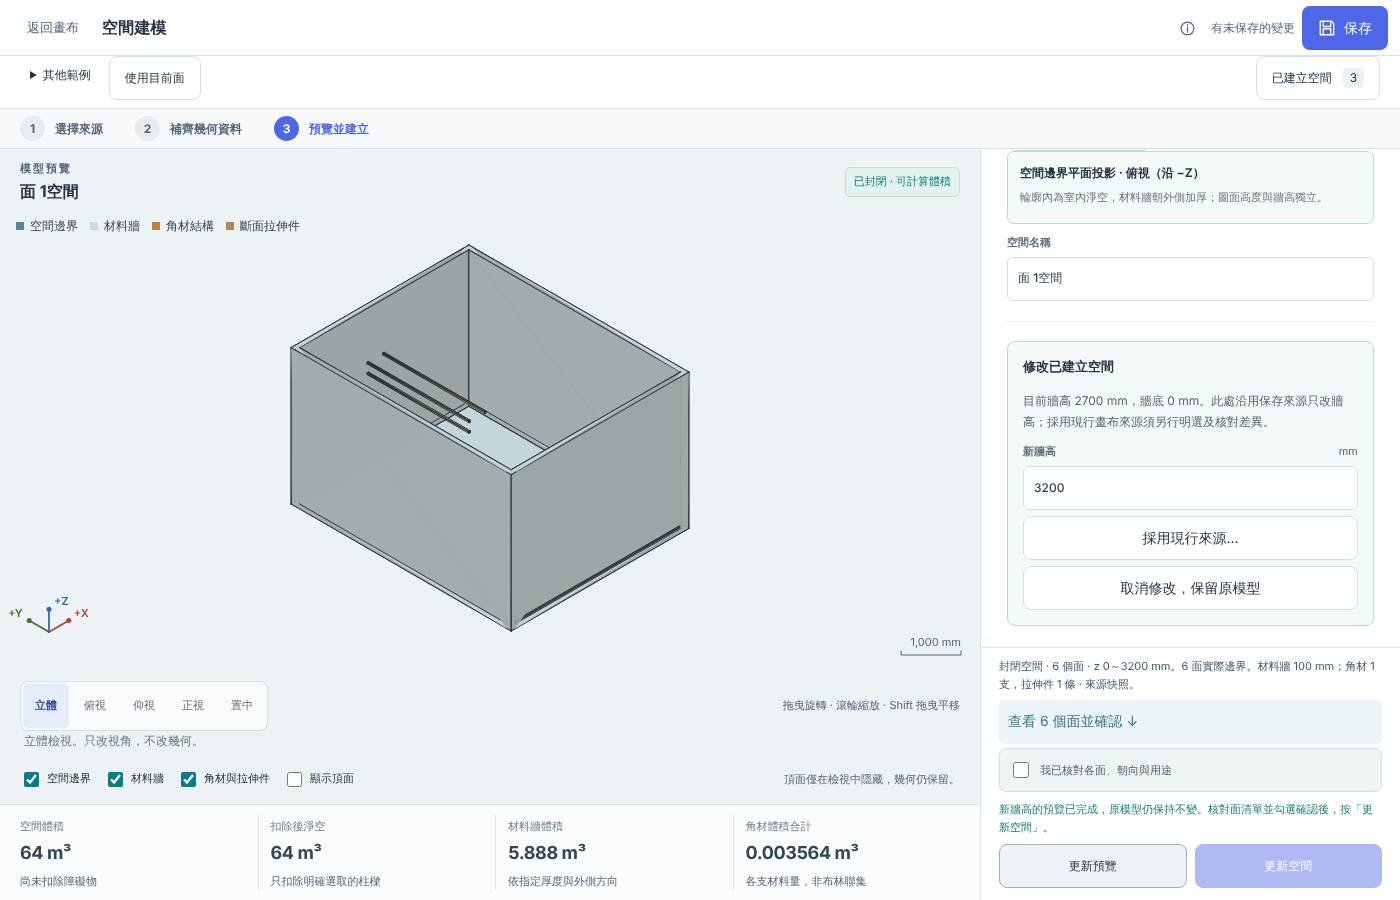 返回畫布
空間建模
有未保存的變更
保存
其他範例
使用目前面
已建立空間 3
1 選擇來源
2 補齊幾何資料
3 預覽並建立
模型預覽
面 1空間
已封閉 · 可計算體積
空間邊界 材料牆 角材結構 斷面拉伸件
+Z
+Y
+X
1,000 mm
立體 俯視 仰視 正視 置中
拖曳旋轉 · 滾輪縮放 · Shift 拖曳平移
立體檢視。只改視角，不改幾何。
空間邊界 材料牆 角材與拉伸件 顯示頂面
頂面僅在檢視中隱藏，幾何仍保留。
空間體積
64 m³
尚未扣除障礙物
扣除後淨空
64 m³
只扣除明確選取的柱樑
材料牆體積
5.888 m³
依指定厚度與外側方向
角材體積合計
0.003564 m³
各支材料量，非布林聯集
空間邊界平面投影 · 俯視（沿 −Z）
輪廓內為室內淨空，材料牆朝外側加厚；圖面高度與牆高獨立。
空間名稱
面 1空間
修改已建立空間
目前牆高 2700 mm，牆底 0 mm。此處沿用保存來源只改牆
高；採用現行畫布來源須另行明選及核對差異。
新牆高 mm
3200
採用現行來源...
取消修改，保留原模型
封閉空間 · 6 個面 · z 0～3200 mm。6 面實際邊界。材料牆 100 mm；角材 1
支，拉伸件 1 條 · 來源快照。
查看 6 個面並確認 ↓
我已核對各面、朝向與用途
新牆高的預覽已完成，原模型仍保持不變。核對面清單並勾選確認後，按「更
新空間」。
更新預覽
更新空間